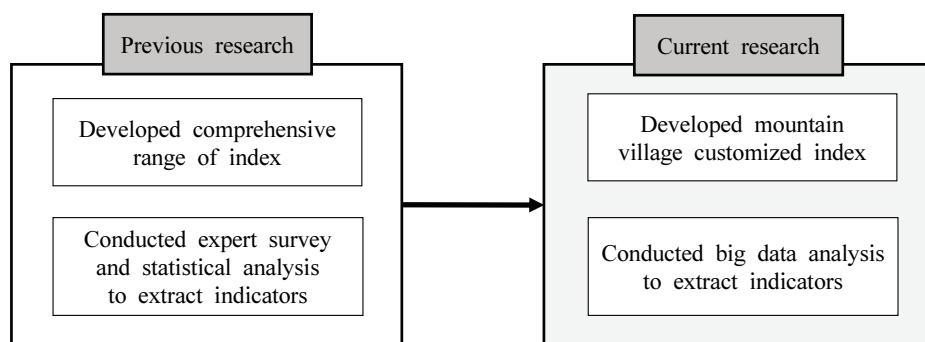 Previous research
Developed comprehensive
range of index
Conducted expert survey
and statistical analysis
to extract indicators
Current research
Developed mountain
village customized index
Conducted big data analysis
to extract indicators